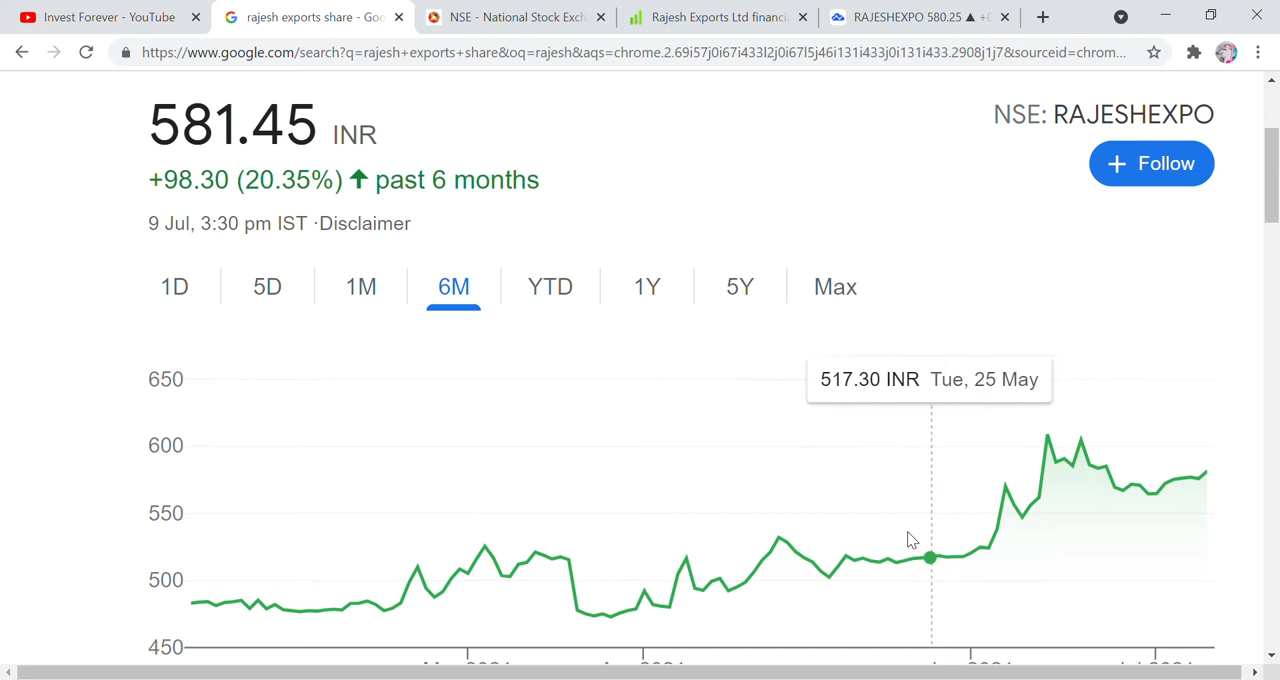 Invest Forever - YouTube
rajesh exports share - Goo
NSE - National Stock Exch
Rajesh Exports Ltd financi
RAJESHEXPO 580.25 ▲ +0
https://www.google.com/search?q=rajesh+exports+share&oq=rajesh&aqs=chrome.2.69i57j0i67i433l2j0i67l5j46i131i433j0i131i433.2908j1j7&sourceid=chrom...
581.45 INR
NSE: RAJESHEXPO
+ Follow
+98.30 (20.35%) ↑ past 6 months
9 Jul, 3:30 pm IST ·Disclaimer
1D 5D 1M 6M YTD 1Y 5Y Max
517.30 INR Tue, 25 May
650
600
550
500
450